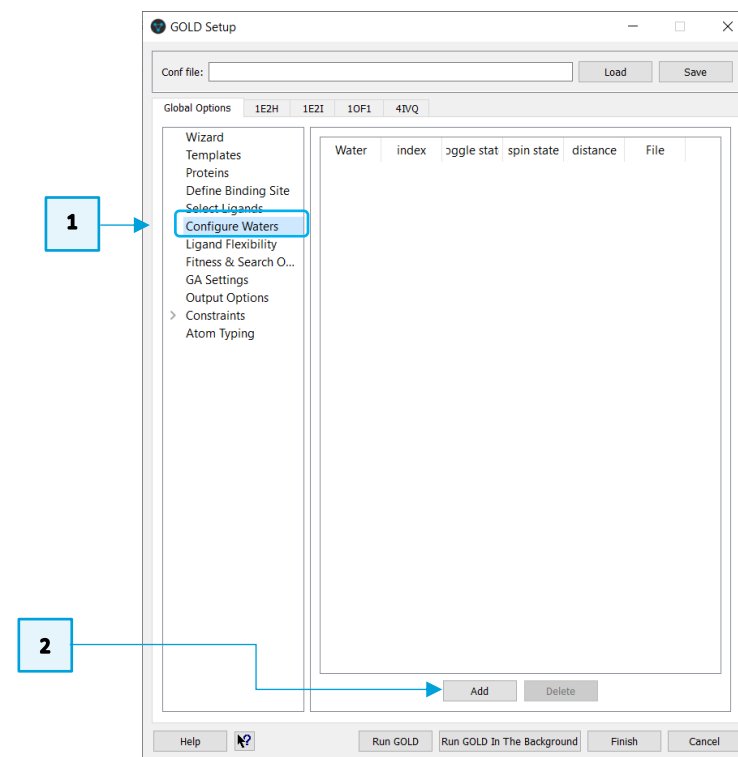 GOLD Setup
Conf file: Load Save
Global Options 1E2H 1E2I 1OF1 4IVQ
Wizard
Templates
Proteins
Define Binding Site
Select Ligands
Configure Waters
Ligand Flexibility
Fitness & Search O...
GA Settings
Output Options
Constraints
Atom Typing
Water index oggle stat spin state distance File
1
2
Add Delete
Help Run GOLD Run GOLD In The Background Finish Cancel